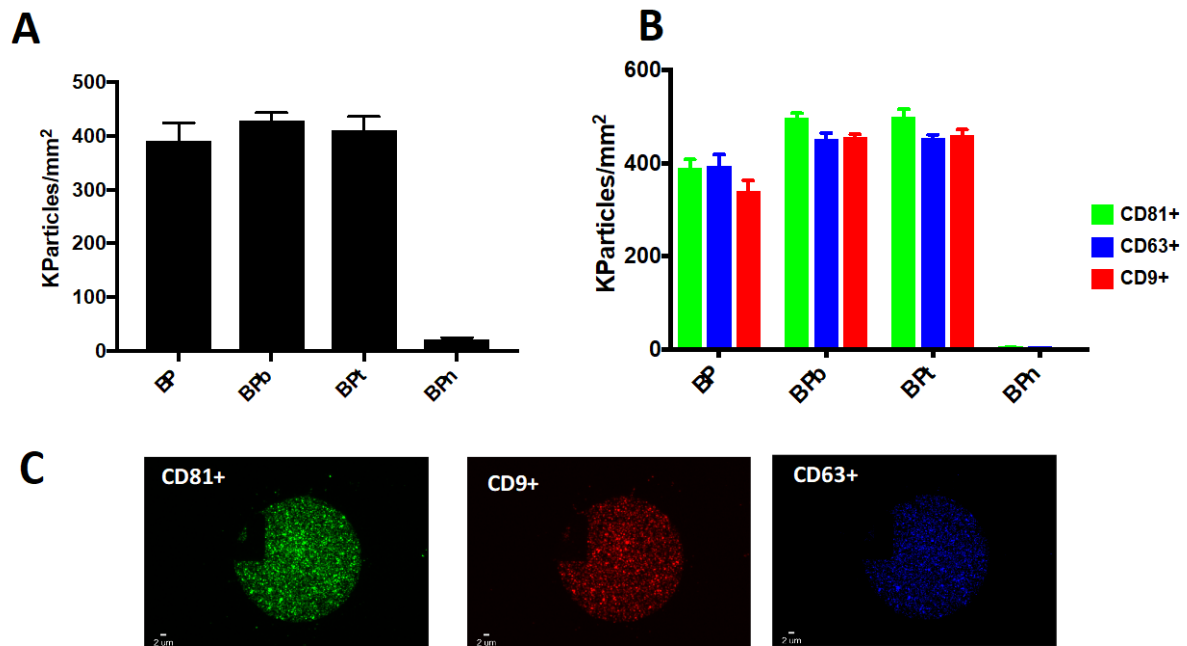 A
KParticles/mm²
500
400
300
200
100
0
BP
BPb
BPt
BPn
B
KParticles/mm²
600
400
200
0
BP
BPb
BPt
BPn
CD81+
CD63+
CD9+
C
CD81+
2 um
CD9+
2 um
CD63+
2 um